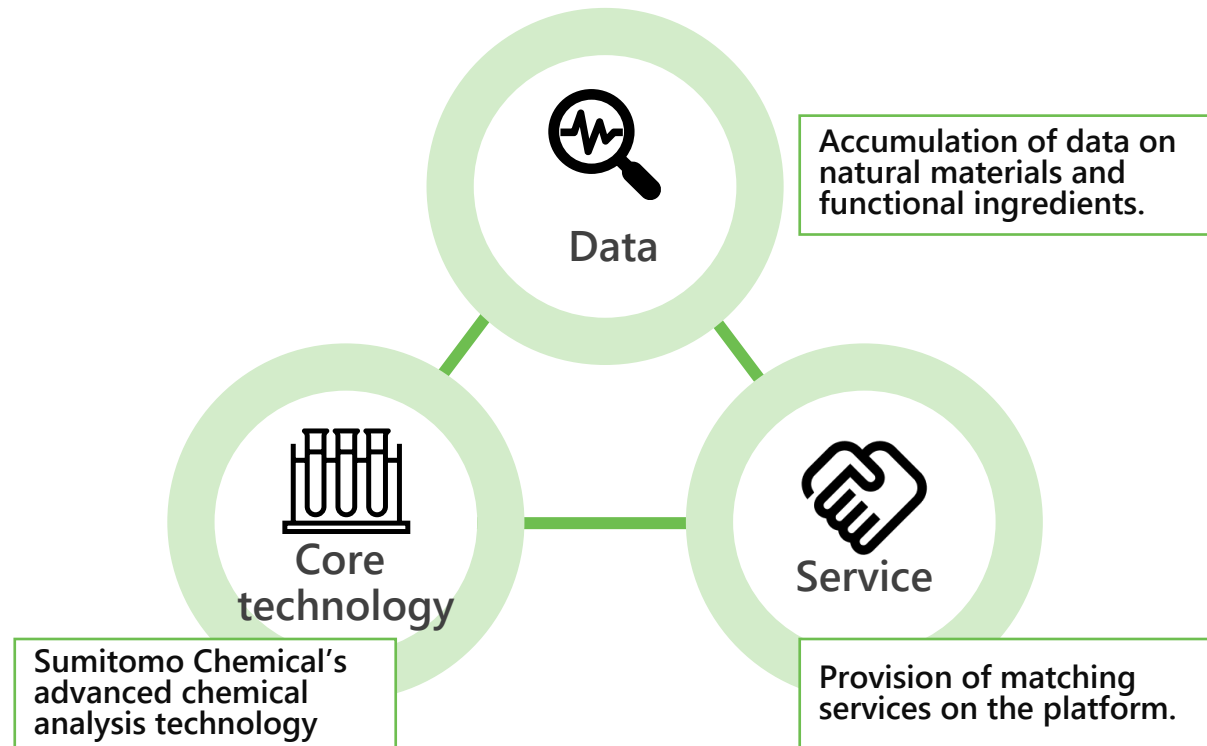 Data
Accumulation of data on
natural materials and
functional ingredients.
Core
technology
Sumitomo Chemical’s
advanced chemical
analysis technology
Service
Provision of matching
services on the platform.